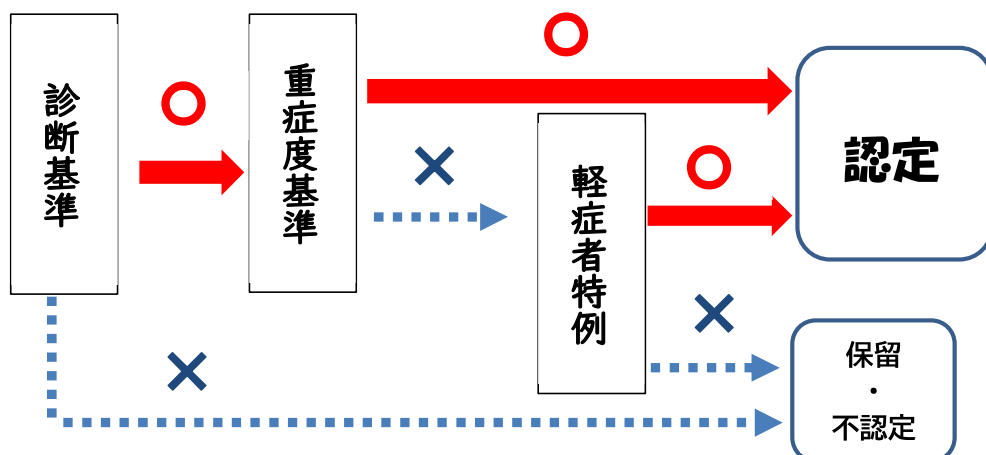 診断基準
重症度基準
軽症者特例
認定
保留
・
不認定